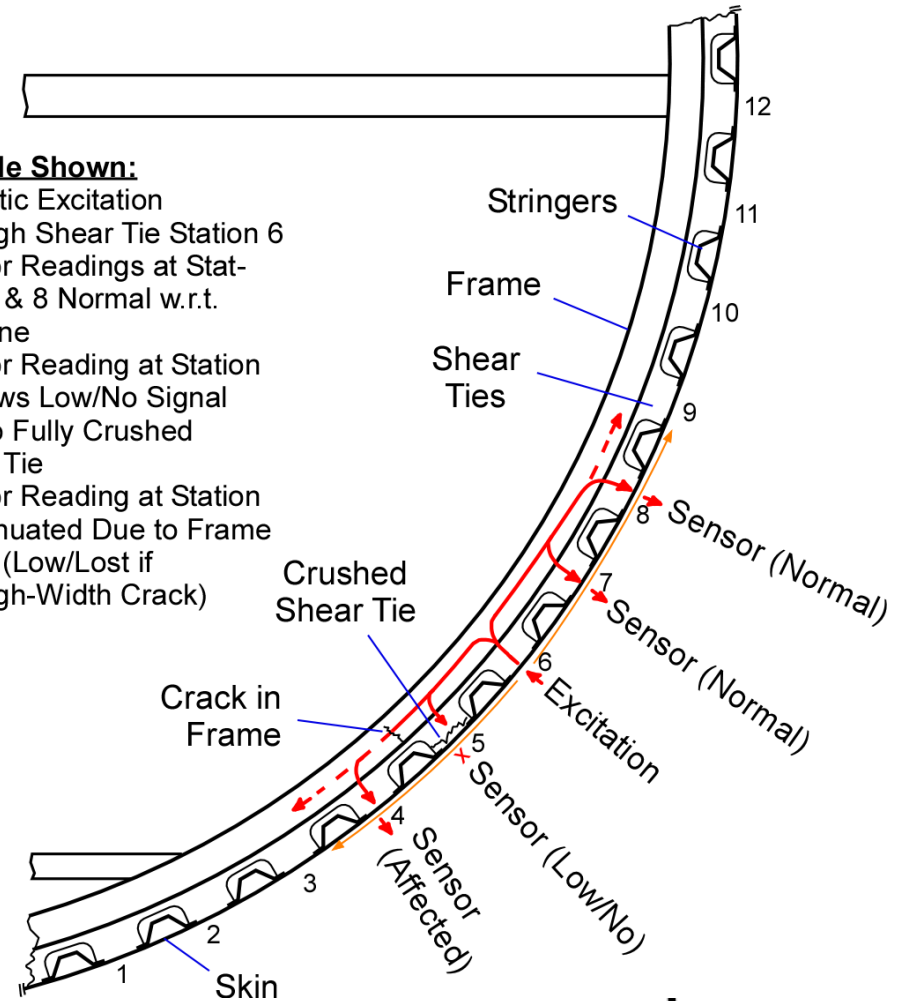 le Shown:
tic Excitation
gh Shear Tie Station 6
or Readings at Stat-
& 8 Normal w.r.t.
ne
or Reading at Station
ws Low/No Signal
o Fully Crushed
Tie
or Reading at Station
nuated Due to Frame
(Low/Lost if
gh-Width Crack)
Stringers
Frame
Shear
Ties
Crushed
Shear Tie
Crack in
Frame
Skin
12
11
10
9
8
Sensor (Normal)
7
Sensor (Normal)
6
Excitation
5
Sensor (Low/No)
4
Sensor
(Affected)
3
2
1